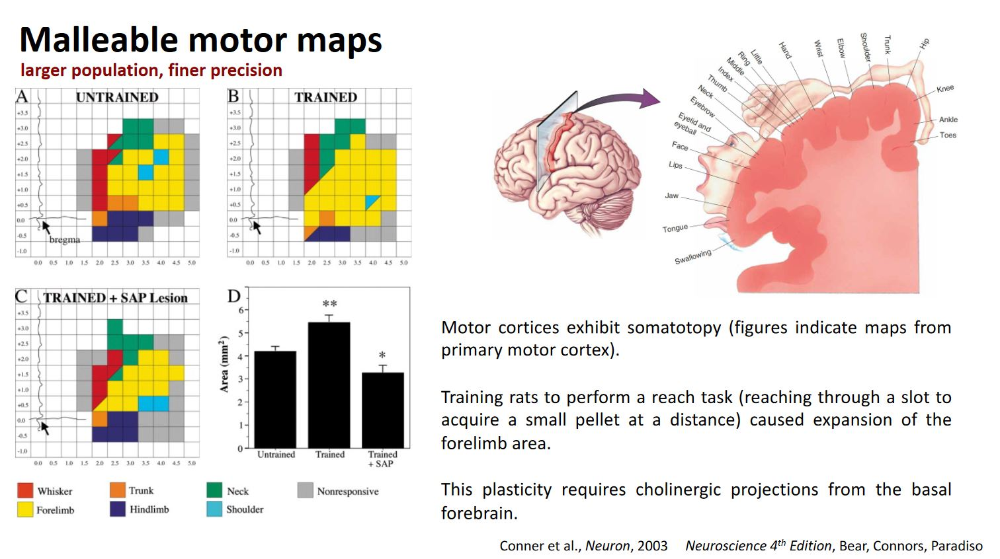 Malleable motor maps
larger population, finer precision
A UNTRAINED
+3.5
+3.0
+2.5
+2.0
+1.5
+1.0
+0.5
0.0
-0.5
-1.0
bregma
0.0 0.5 1.0 1.5 2.0 2.5 3.0 3.5 4.0 4.5 5.0
B TRAINED
+3.5
+3.0
+2.5
+2.0
+1.5
+1.0
+0.5
0.0
-0.5
-1.0
0.0 0.5 1.0 1.5 2.0 2.5 3.0 3.5 4.0 4.5 5.0
C TRAINED + SAP Lesion
+3.5
+3.0
+2.5
+2.0
+1.5
+1.0
+0.5
0.0
-0.5
-1.0
0.0 0.5 1.0 1.5 2.0 2.5 3.0 3.5 4.0 4.5 5.0
D
Area (mm²)
6
5
4
3
2
1
0
**
*
Untrained Trained Trained
+ SAP
Whisker Trunk Neck Nonresponsive
Forelimb Hindlimb Shoulder
Hip
Trunk
Shoulder
Elbow
Wrist
Hand
Little
Ring
Middle
Index
Thumb
Neck
Eyebrow
Eyelid and
eyeball
Face
Lips
Jaw
Tongue
Swallowing
Knee
Ankle
Toes
Motor cortices exhibit somatotopy (figures indicate maps from
primary motor cortex).
Training rats to perform a reach task (reaching through a slot to
acquire a small pellet at a distance) caused expansion of the
forelimb area.
This plasticity requires cholinergic projections from the basal
forebrain.
Conner et al., Neuron, 2003 Neuroscience 4th Edition, Bear, Connors, Paradiso